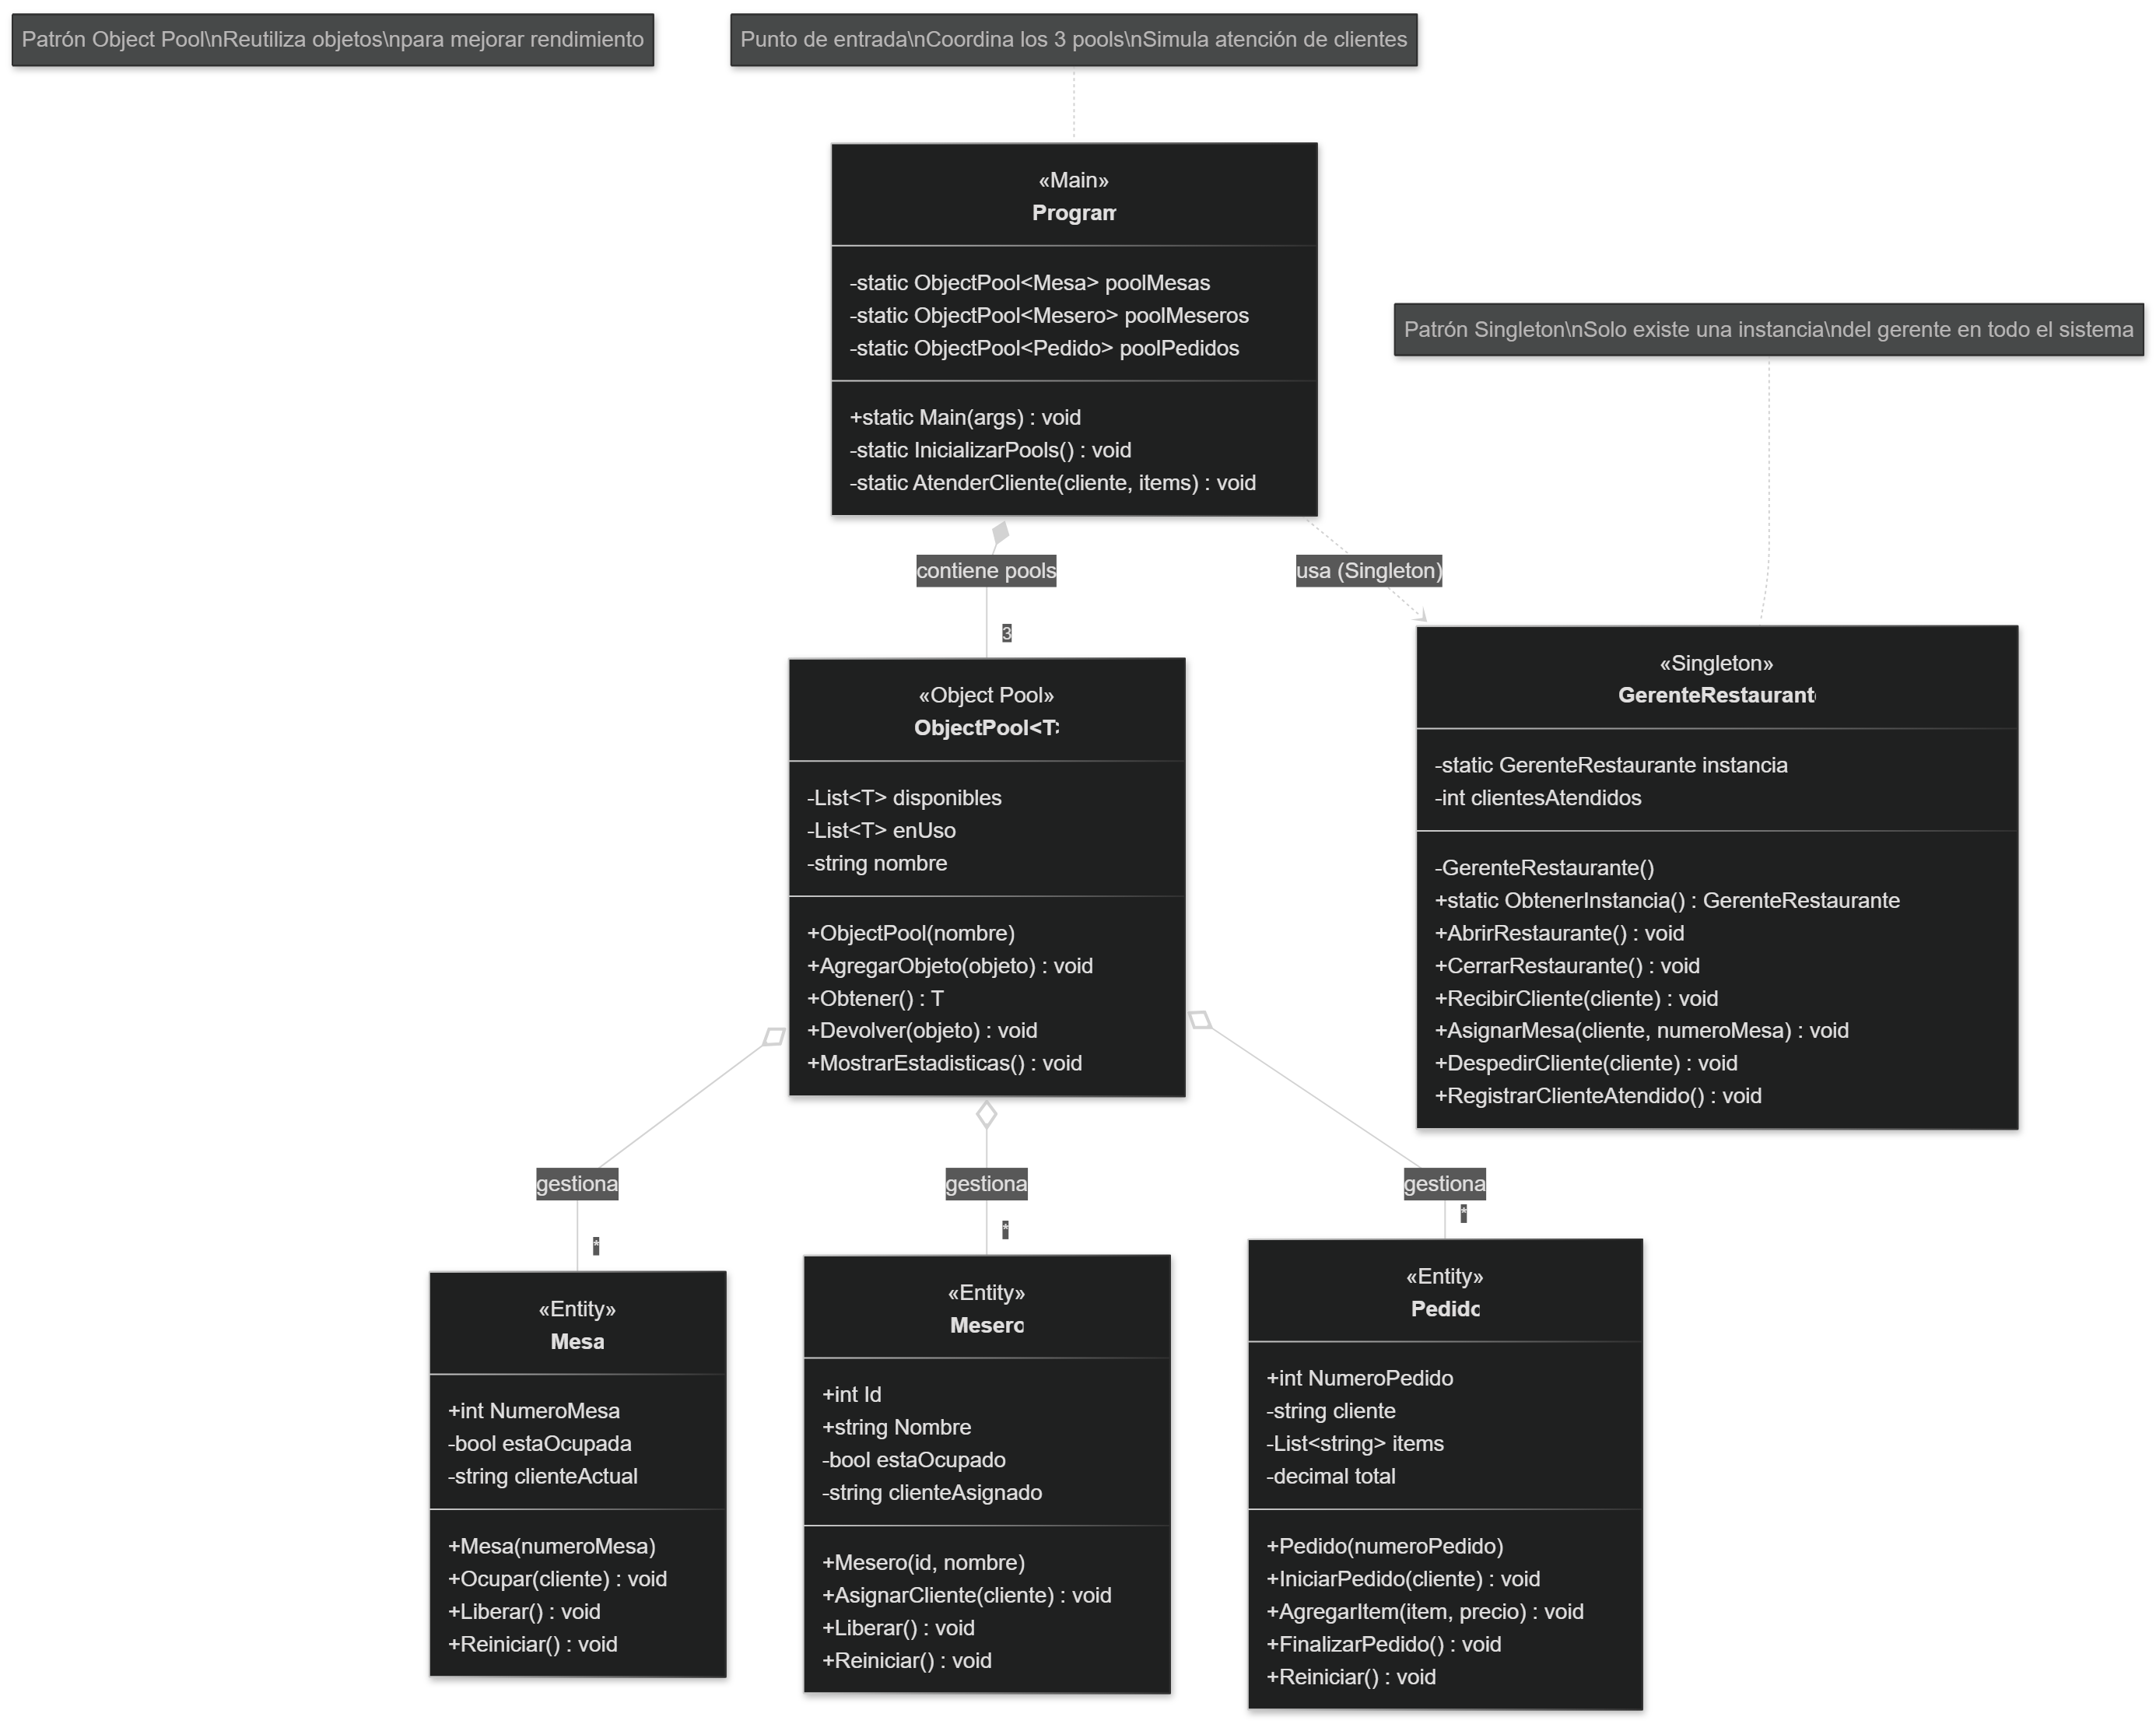 Patrón Object Pool\nReutiliza objetos\npara mejorar rendimiento
Punto de entrada\nCoordina los 3 pools\nSimula atención de clientes
«Main»
Program
-static ObjectPool<Mesa> poolMesas
-static ObjectPool<Mesero> poolMeseros
-static ObjectPool<Pedido> poolPedidos
+static Main(args) : void
-static InicializarPools() : void
-static AtenderCliente(cliente, items) : void
Patrón Singleton\nSolo existe una instancia\ndel gerente en todo el sistema
contiene pools
usa (Singleton)
3
«Object Pool»
ObjectPool<T>
-List<T> disponibles
-List<T> enUso
-string nombre
+ObjectPool(nombre)
+AgregarObjeto(objeto) : void
+Obtener() : T
+Devolver(objeto) : void
+MostrarEstadisticas() : void
«Singleton»
GerenteRestaurante
-static GerenteRestaurante instancia
-int clientesAtendidos
-GerenteRestaurante()
+static ObtenerInstancia() : GerenteRestaurante
+AbrirRestaurante() : void
+CerrarRestaurante() : void
+RecibirCliente(cliente) : void
+AsignarMesa(cliente, numeroMesa) : void
+DespedirCliente(cliente) : void
+RegistrarClienteAtendido() : void
gestiona
gestiona
gestiona
*
*
*
«Entity»
Mesa
+int NumeroMesa
-bool estaOcupada
-string clienteActual
+Mesa(numeroMesa)
+Ocupar(cliente) : void
+Liberar() : void
+Reiniciar() : void
«Entity»
Mesero
+int Id
+string Nombre
-bool estaOcupado
-string clienteAsignado
+Mesero(id, nombre)
+AsignarCliente(cliente) : void
+Liberar() : void
+Reiniciar() : void
«Entity»
Pedido
+int NumeroPedido
-string cliente
-List<string> items
-decimal total
+Pedido(numeroPedido)
+IniciarPedido(cliente) : void
+AgregarItem(item, precio) : void
+FinalizarPedido() : void
+Reiniciar() : void